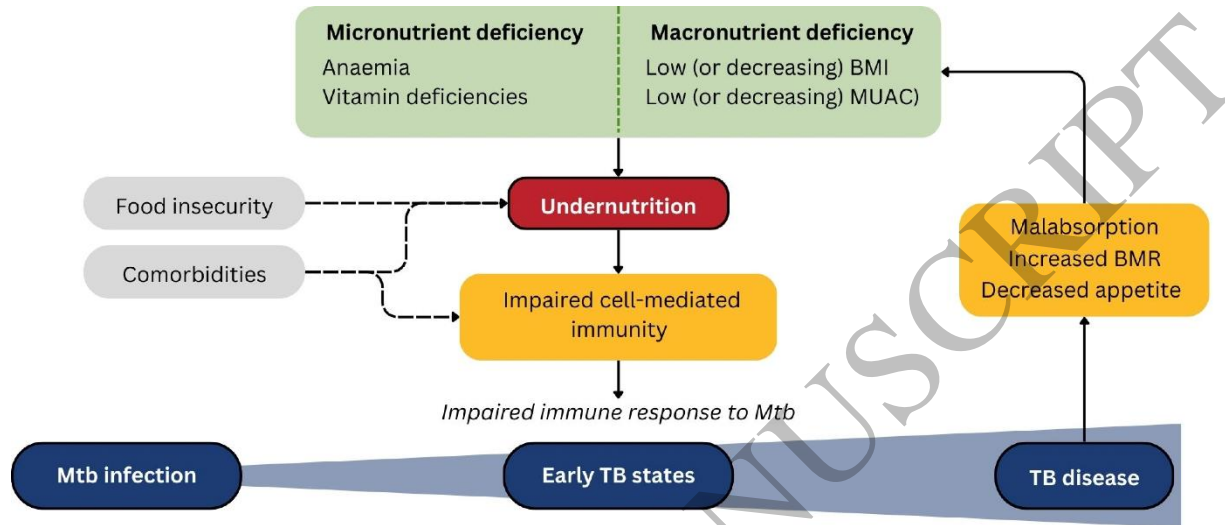 Micronutrient deficiency
Anaemia
Vitamin deficiencies
Macronutrient deficiency
Low (or decreasing) BMI
Low (or decreasing) MUAC)
Food insecurity
Comorbidities
Undernutrition
Impaired cell-mediated
immunity
Impaired immune response to Mtb
Malabsorption
Increased BMR
Decreased appetite
Mtb infection
Early TB states
TB disease
NUSCRIPT